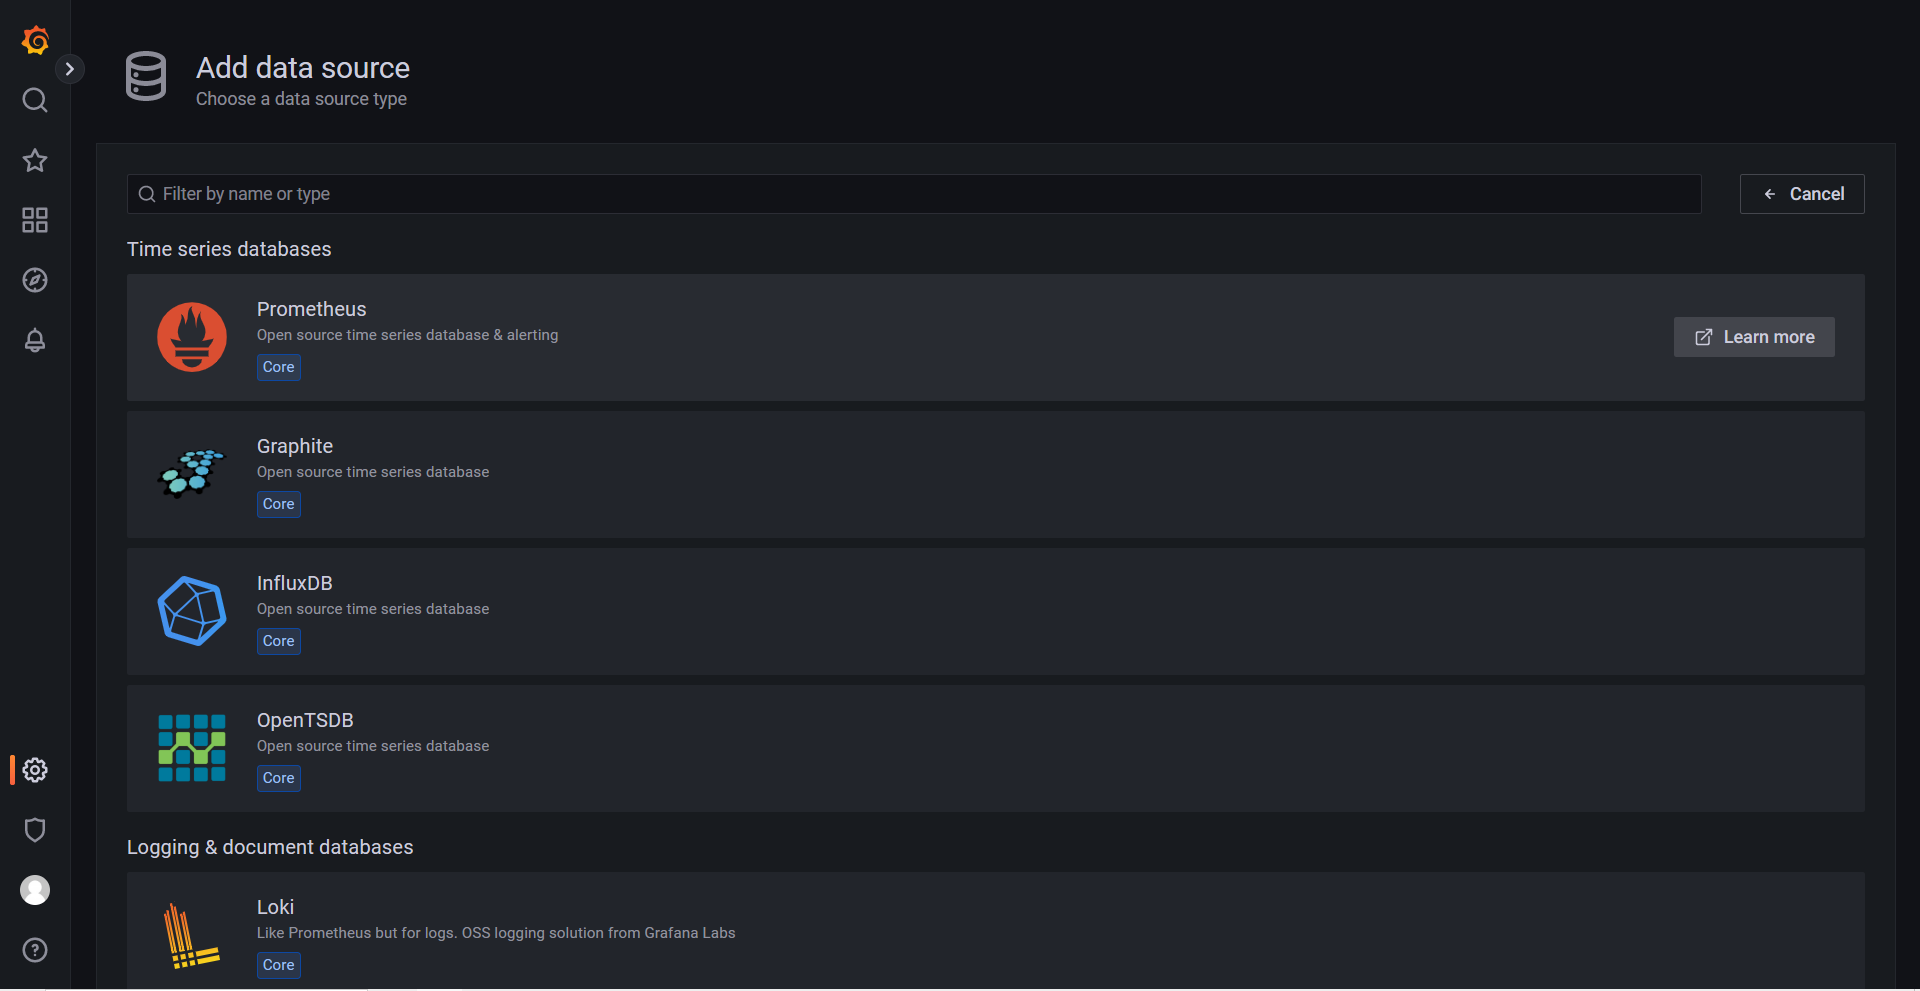 Add data source
Choose a data source type
Filter by name or type
Cancel
Time series databases
Prometheus
Open source time series database & alerting
Core
Learn more
Graphite
Open source time series database
Core
InfluxDB
Open source time series database
Core
OpenTSDB
Open source time series database
Core
Logging & document databases
Loki
Like Prometheus but for logs. OSS logging solution from Grafana Labs
Core